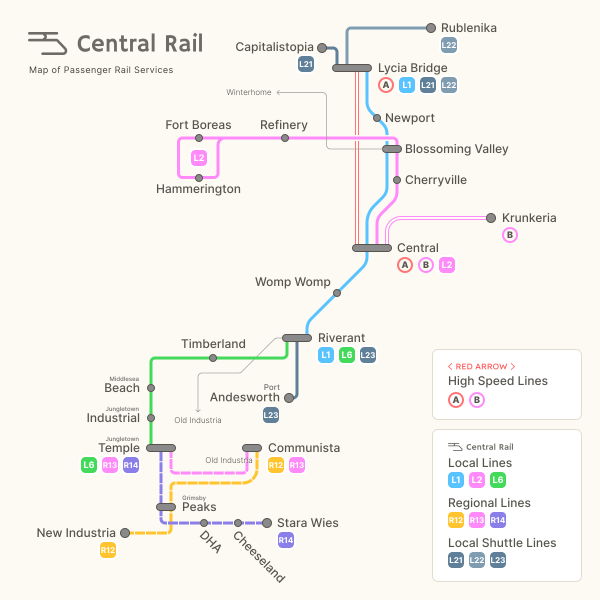 Central Rail
Map of Passenger Rail Services
Rublenika
L22
Capitalistopia
L21
Lycia Bridge
A L1 L21 L22
Winterhome
Newport
Fort Boreas
Refinery
L2
Blossoming Valley
Hammerington
Cherryville
Krunkeria
B
Central
A B L2
Womp Womp
Riverant
L1 L6 L23
Timberland
Middlesea
Beach
Port
Andesworth
L23
Jungletown
Industrial
Old Industria
Jungletown
Temple
L6 R13 R14
Old Industria
Communista
R12 R13
Grimsby
Peaks
New Industria
R12
DHA
Cheeseland
Stara Wies
R14
RED ARROW
High Speed Lines
A B
Central Rail
Local Lines
L1 L2 L6
Regional Lines
R12 R13 R14
Local Shuttle Lines
L21 L22 L23